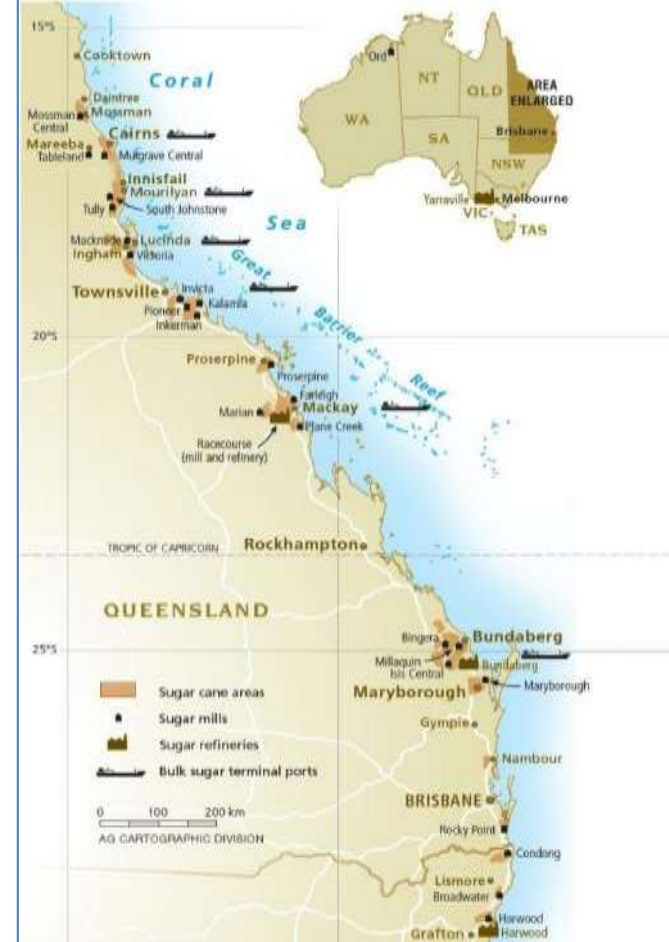 15°S
Cooktown
Coral
Daintree
Mossman
Mossman
Central
Cairns
Mareeba
Tableland
Mulgrave Central
Innisfail
Mourilyan
South Johnstone
Tully
Sea
Macknade
Lucinda
Ingham
Victoria
Great
Townsville
Invicta
Kalamia
Pioneer
Inkerman
Barrier
20°S
Proserpine
Proserpine
Reef
Farleigh
Marian
Mackay
Plane Creek
Racecourse
(mill and refinery)
TROPIC OF CAPRICORN
Rockhampton
QUEENSLAND
25°S
Bingera
Bundaberg
Millaquin
Bundaberg
Isis Central
Maryborough
Maryborough
Gympie
Nambour
BRISBANE
Rocky Point
Condong
Lismore
Broadwater
Harwood
Harwood
Grafton
Sugar cane areas
Sugar mills
Sugar refineries
Bulk sugar terminal ports
0 100 200 km
AG CARTOGRAPHIC DIVISION
Ord
NT
QLD
AREA
ENLARGED
WA
SA
Brisbane
NSW
Yarraville
Melbourne
VIC
TAS